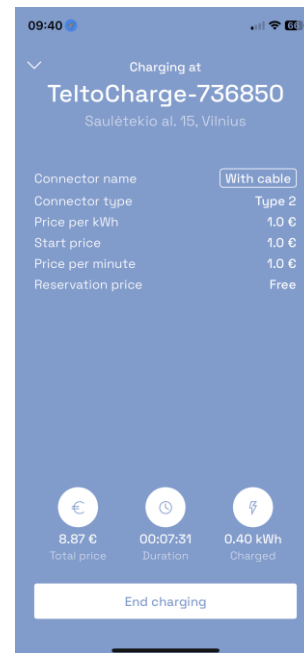 09:40
Charging at
TeltoCharge-736850
Saulėtekio al. 15, Vilnius
Connector name With cable
Connector type Type 2
Price per kWh 1.0 €
Start price 1.0 €
Price per minute 1.0 €
Reservation price Free
8.87 € 00:07:31 0.40 kWh
Total price Duration Charged
End charging